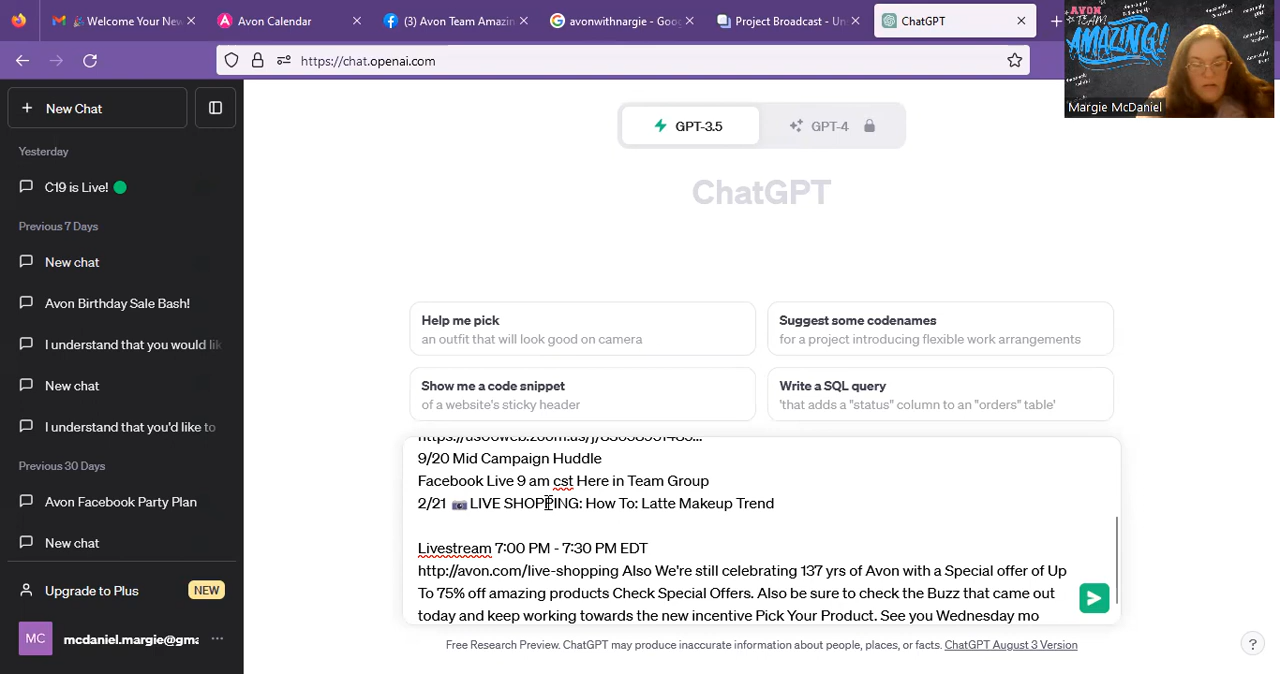 🎉 Welcome Your New
Avon Calendar
(3) Avon Team Amazin
avonwithnargie - Goo
Project Broadcast - Un
ChatGPT
https://chat.openai.com
AVON
TEAM
AMAZING!
Margie McDaniel
New Chat
Yesterday
C19 is Live!
Previous 7 Days
New chat
Avon Birthday Sale Bash!
I understand that you would lik
New chat
I understand that you'd like to
Previous 30 Days
Avon Facebook Party Plan
New chat
Upgrade to Plus
NEW
MC
mcdaniel.margie@gma
GPT-3.5
GPT-4
ChatGPT
Help me pick
an outfit that will look good on camera
Suggest some codenames
for a project introducing flexible work arrangements
Show me a code snippet
of a website's sticky header
Write a SQL query
'that adds a "status" column to an "orders" table'
9/20 Mid Campaign Huddle
Facebook Live 9 am cst Here in Team Group
2/21 📷LIVE SHOPPING: How To: Latte Makeup Trend
Livestream 7:00 PM - 7:30 PM EDT
http://avon.com/live-shopping Also We're still celebrating 137 yrs of Avon with a Special offer of Up
To 75% off amazing products Check Special Offers. Also be sure to check the Buzz that came out
today and keep working towards the new incentive Pick Your Product. See you Wednesday mo
Free Research Preview. ChatGPT may produce inaccurate information about people, places, or facts. ChatGPT August 3 Version
?